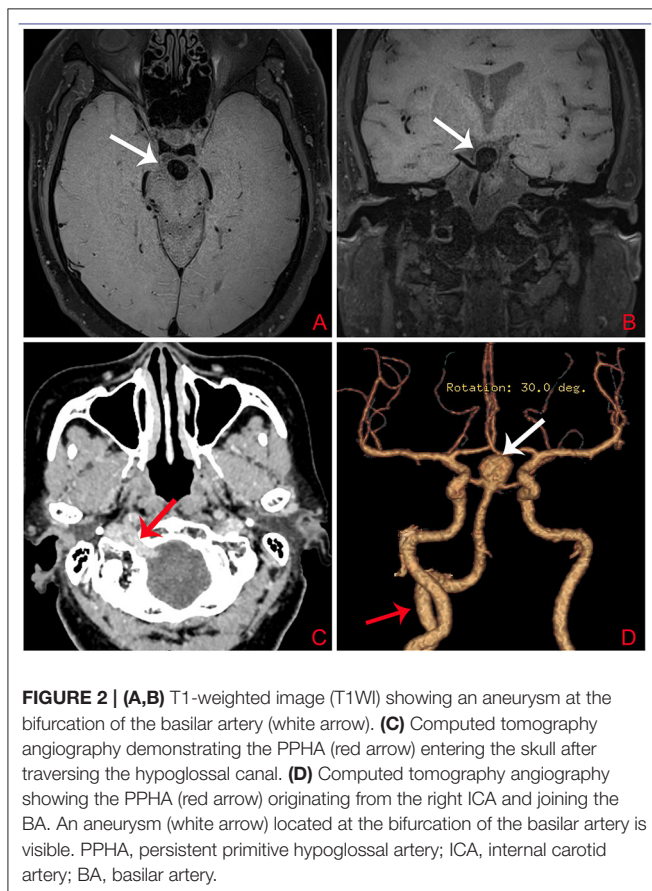 A
B
Rotation: 30.0 deg.
C
D
FIGURE 2 | (A,B) T1-weighted image (T1WI) showing an aneurysm at the
bifurcation of the basilar artery (white arrow). (C) Computed tomography
angiography demonstrating the PPHA (red arrow) entering the skull after
traversing the hypoglossal canal. (D) Computed tomography angiography
showing the PPHA (red arrow) originating from the right ICA and joining the
BA. An aneurysm (white arrow) located at the bifurcation of the basilar artery is
visible. PPHA, persistent primitive hypoglossal artery; ICA, internal carotid
artery; BA, basilar artery.